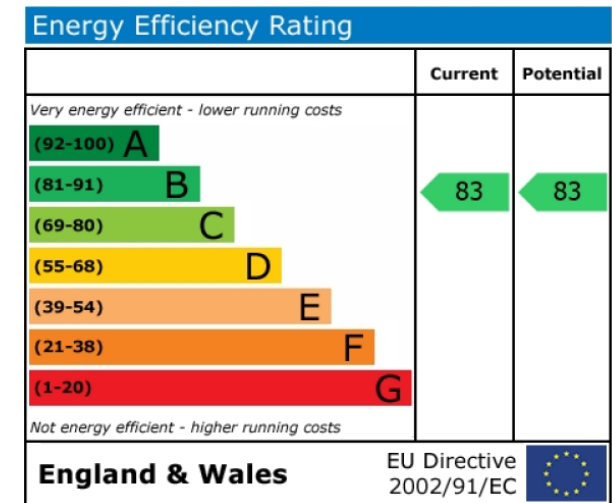 Energy Efficiency Rating
Current Potential
Very energy efficient - lower running costs
(92-100) A
(81-91) B 83 83
(69-80) C
(55-68) D
(39-54) E
(21-38) F
(1-20) G
Not energy efficient - higher running costs
England & Wales
EU Directive
2002/91/EC